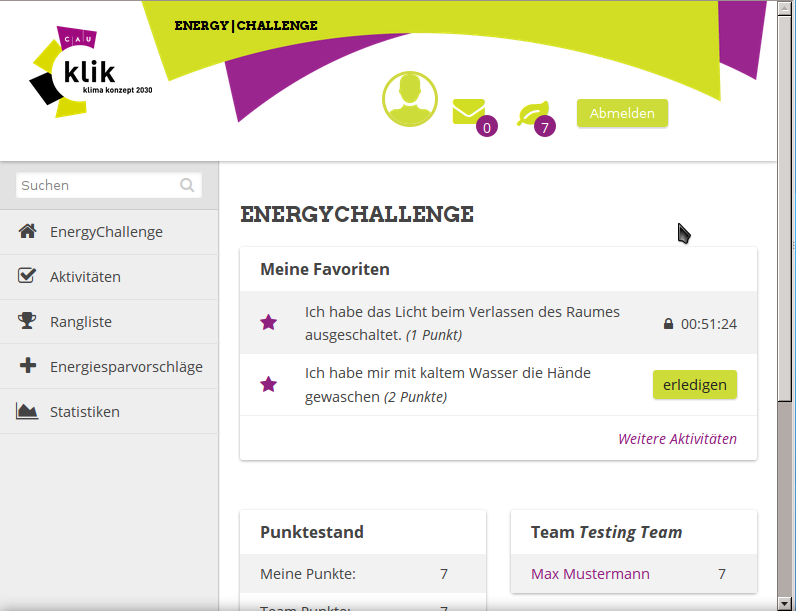 ENERGY|CHALLENGE
CAU
klik
klima konzept 2030
0
7
Abmelden
Suchen
EnergyChallenge
Aktivitäten
Rangliste
Energiesparvorschläge
Statistiken
ENERGYCHALLENGE
Meine Favoriten
Ich habe das Licht beim Verlassen des Raumes
ausgeschaltet. (1 Punkt)
00:51:24
Ich habe mir mit kaltem Wasser die Hände
gewaschen (2 Punkte)
erledigen
Weitere Aktivitäten
Punktestand
Meine Punkte: 7
Team Punkte: 7
Team Testing Team
Max Mustermann 7